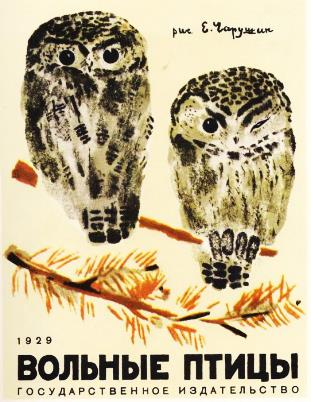 рис Е. Чарушин
1929
ВОЛЬНЫЕ ПТИЦЫ
ГОСУДАРСТВЕННОЕ ИЗДАТЕЛЬСТВО